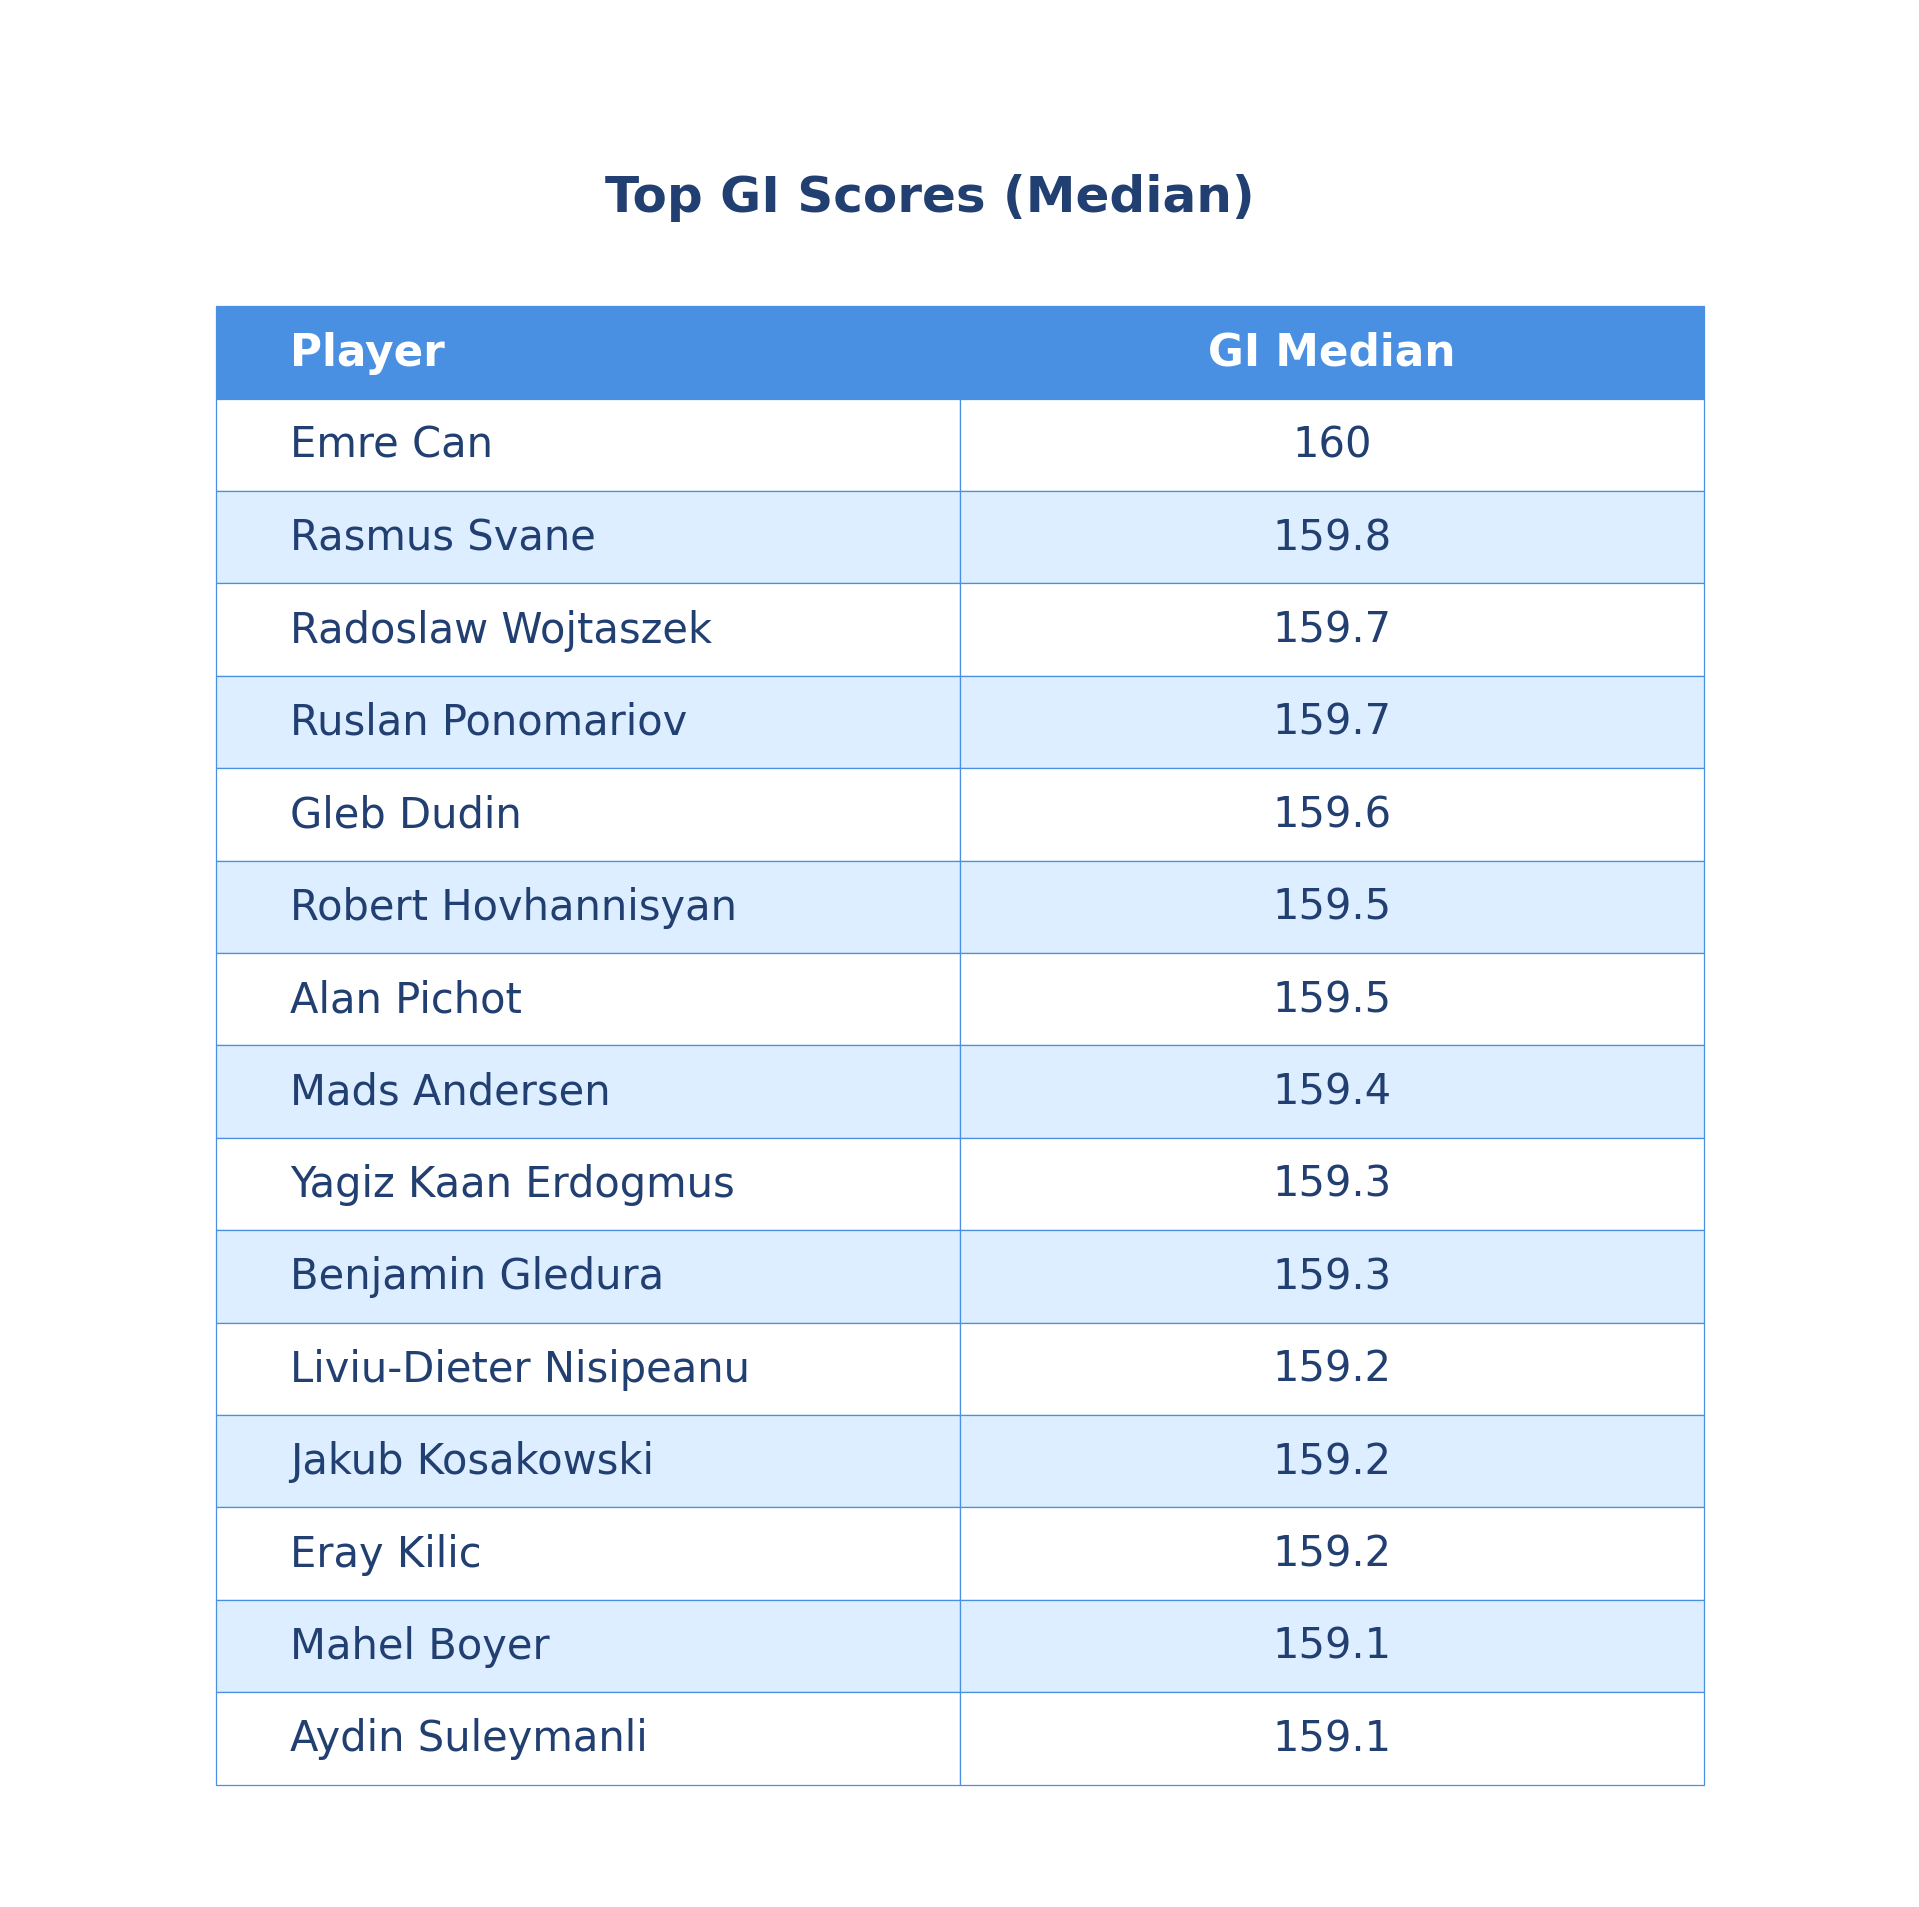 Top GI Scores (Median)
Player GI Median
Emre Can 160
Rasmus Svane 159.8
Radoslaw Wojtaszek 159.7
Ruslan Ponomariov 159.7
Gleb Dudin 159.6
Robert Hovhannisyan 159.5
Alan Pichot 159.5
Mads Andersen 159.4
Yagiz Kaan Erdogmus 159.3
Benjamin Gledura 159.3
Liviu-Dieter Nisipeanu 159.2
Jakub Kosakowski 159.2
Eray Kilic 159.2
Mahel Boyer 159.1
Aydin Suleymanli 159.1